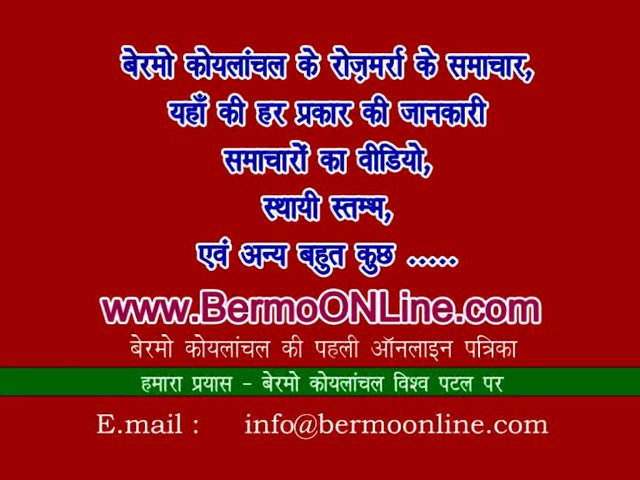 बेरमो कोयलांचल के रोज़मर्रा के समाचार,
यहाँ की हर प्रकार की जानकारी
समाचारों का वीडियो,
स्थायी स्तम्भ,
एवं अन्य बहुत कुछ .....
www.BermoONLine.com
बेरमो कोयलांचल की पहली ऑनलाइन पत्रिका
हमारा प्रयास - बेरमो कोयलांचल विश्व पटल पर
E.mail : info@bermoonline.com